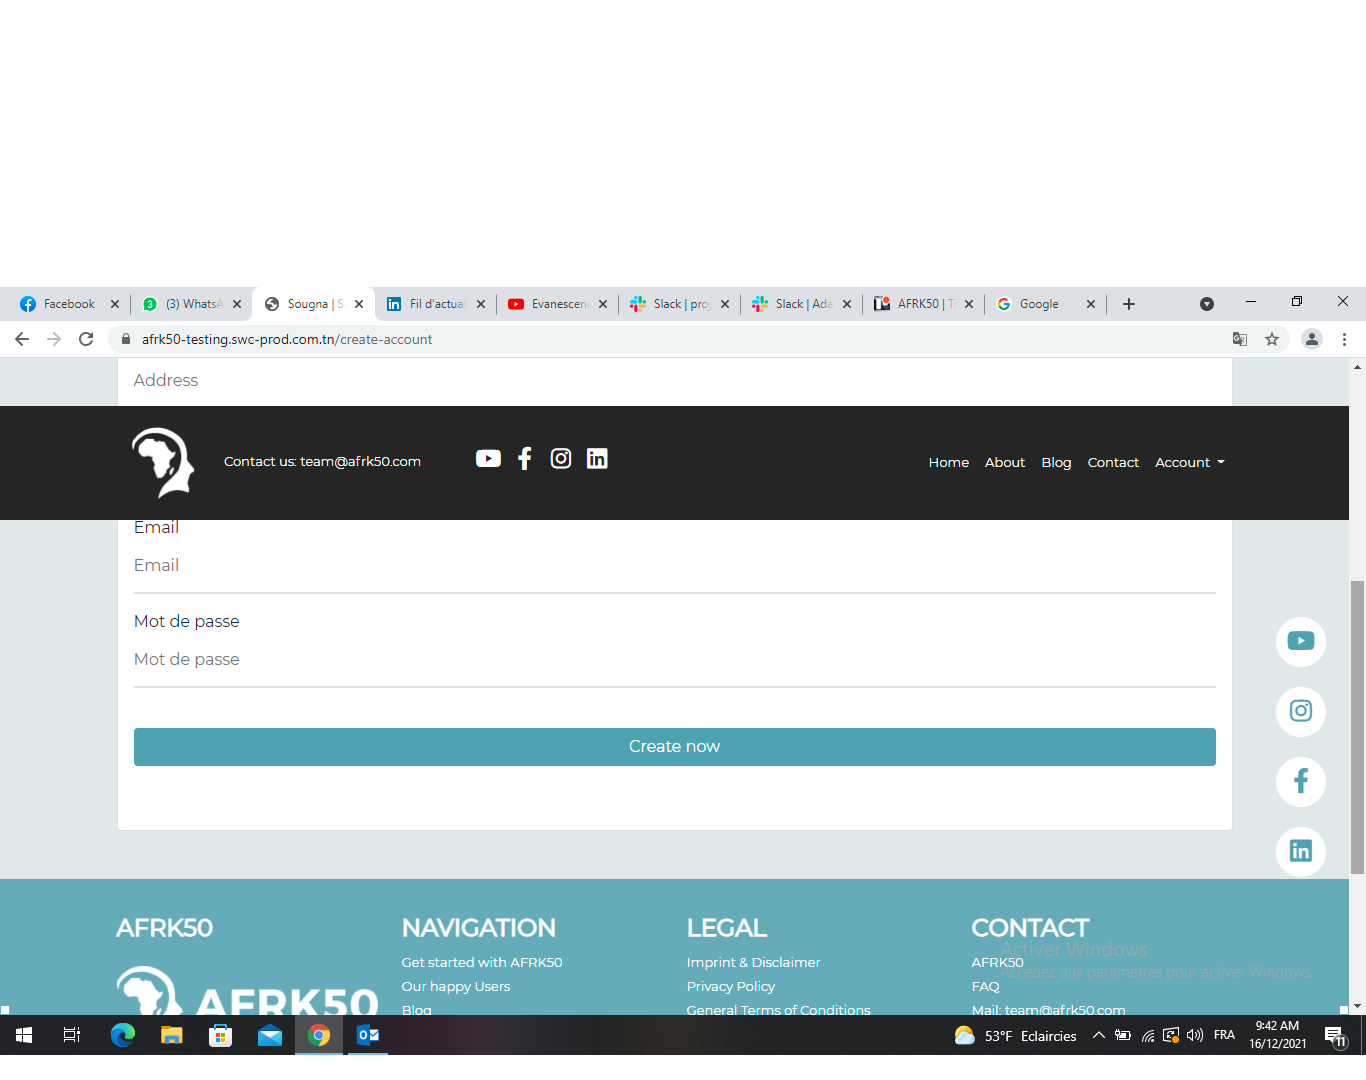 Facebook
(3) WhatsA
Sougna | S
Fil d'actual
Evanescen
Slack | proj
Slack | Ada
AFRK50 | T
Google
afrk50-testing.swc-prod.com.tn/create-account
Address
Contact us: team@afrk50.com
Home
About
Blog
Contact
Account
Email
Email
Mot de passe
Mot de passe
Create now
AFRK50
AFRK50
NAVIGATION
Get started with AFRK50
Our happy Users
Blog
LEGAL
Imprint & Disclaimer
Privacy Policy
General Terms of Conditions
CONTACT
AFRK50
FAQ
Mail: team@afrk50.com
Activer Windows
Accédez aux paramètres pour activer Windows.
53°F Eclaircies
FRA
9:42 AM
16/12/2021
11